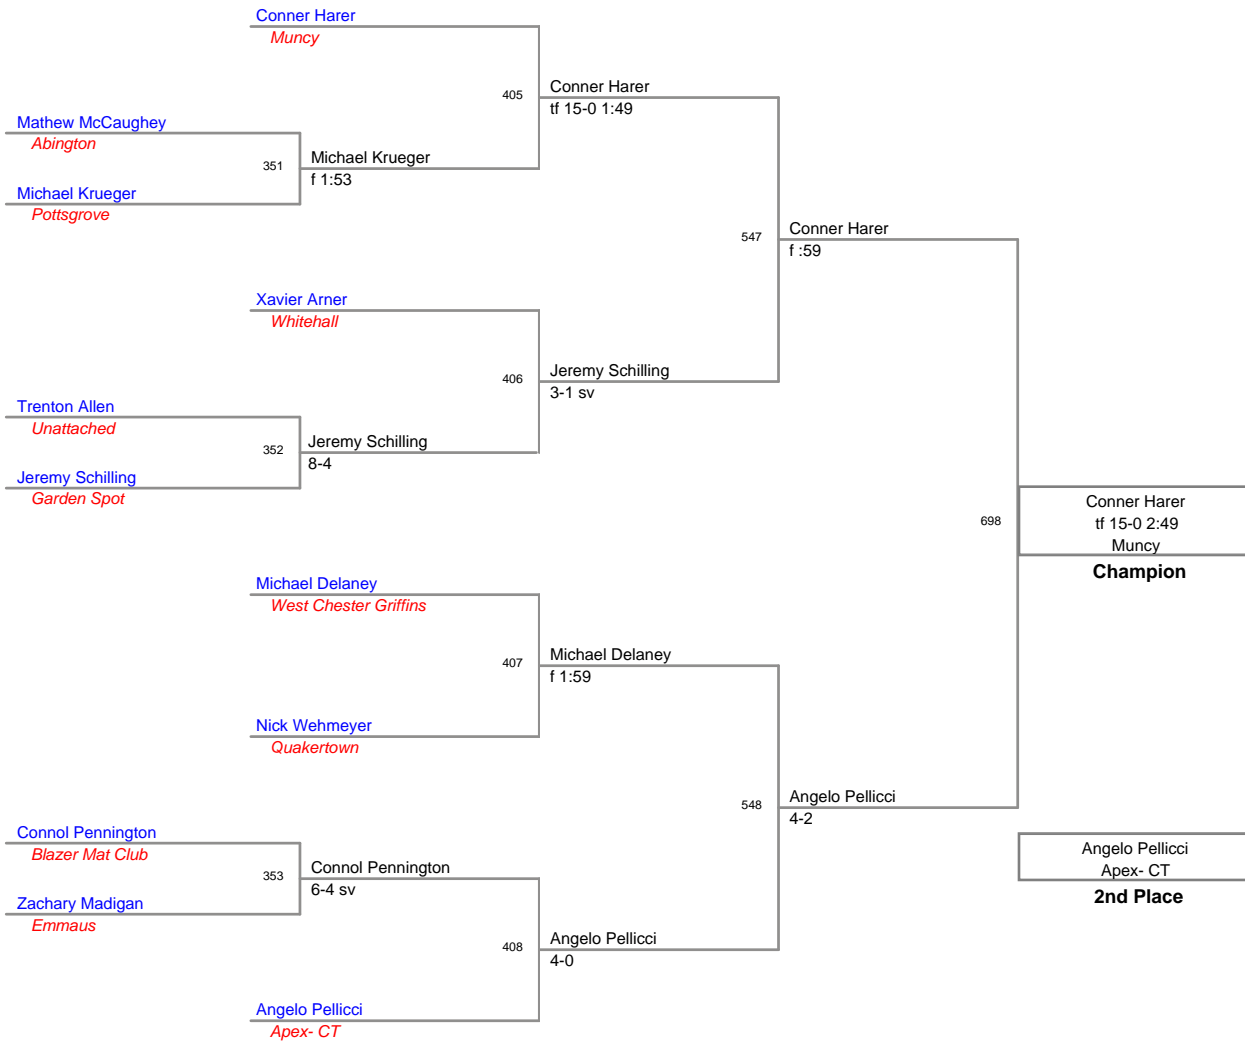 Conner Harer
Muncy
405
Conner Harer
tf 15-0 1:49
Mathew McCaughey
Abington
351
Michael Krueger
f 1:53
Michael Krueger
Pottsgrove
547
Conner Harer
f :59
Xavier Arner
Whitehall
406
Jeremy Schilling
3-1 sv
Trenton Allen
Unattached
352
Jeremy Schilling
8-4
Jeremy Schilling
Garden Spot
698
Conner Harer
tf 15-0 2:49
Muncy
Champion
Michael Delaney
West Chester Griffins
407
Michael Delaney
f 1:59
Nick Wehmeyer
Quakertown
548
Angelo Pellicci
4-2
Connol Pennington
Blazer Mat Club
353
Connol Pennington
6-4 sv
Zachary Madigan
Emmaus
Angelo Pellicci
Apex- CT
2nd Place
408
Angelo Pellicci
4-0
Angelo Pellicci
Apex- CT